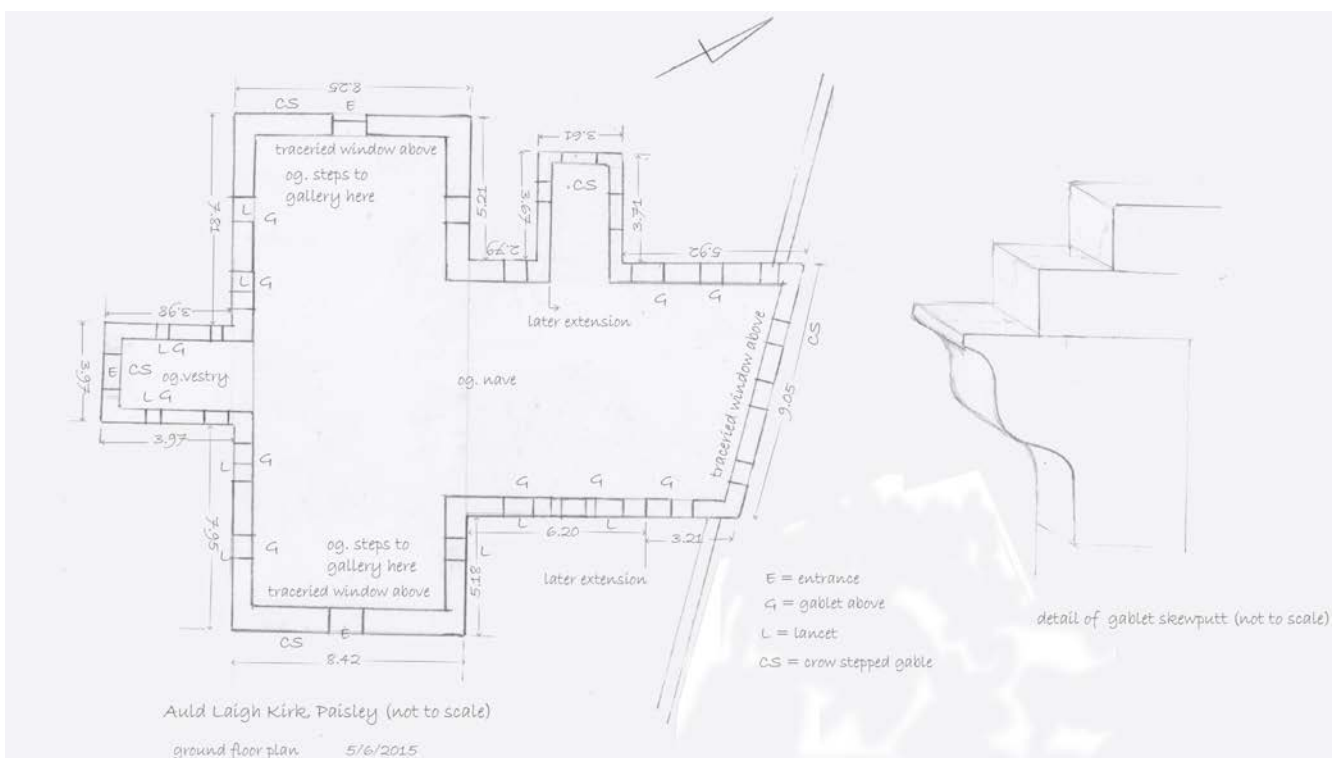 8.25
CS
E
traceried window above
og. steps to
gallery here
L
G
7.81
5.21
L
G
3.61
.CS
3.67
3.71
2.79
5.92
G
G
later extension
3.98
L G
CS
E
og.vestry
3.97
L G
3.97
og. nave
traceried window above
CS
9.05
G
L
G
L
7.95
og. steps to
gallery here
traceried window above
L
5.18
CS
E
8.42
G
G
G
L
L
6.20
3.21
later extension
E = entrance
G = gablet above
L = lancet
CS = crow stepped gable
detail of gablet skewputt (not to scale)
Auld Laigh Kirk, Paisley (not to scale)
ground floor plan 5/6/2015